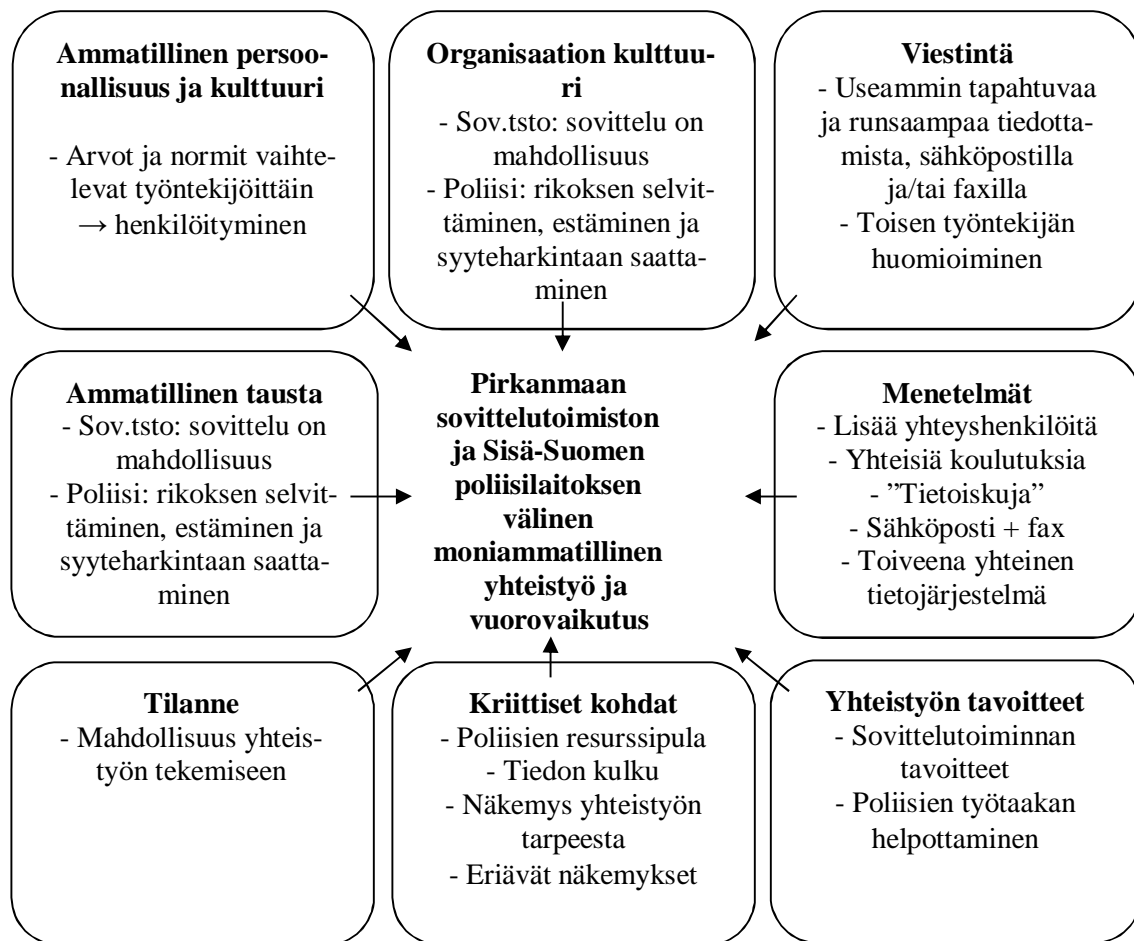 Ammatillinen persoo-
nallisuus ja kulttuuri
- Arvot ja normit vaihte-
levat työntekijöittäin
→ henkilöityminen
Organisaation kulttuu-
ri
- Sov.tsto: sovittelu on
mahdollisuus
- Poliisi: rikoksen selvit-
täminen, estäminen ja
syyteharkintaan saatta-
minen
Viestintä
- Useammin tapahtuvaa
ja runsaampaa tiedotta-
mista, sähköpostilla
ja/tai faxilla
- Toisen työntekijän
huomioiminen
Ammatillinen tausta
- Sov.tsto: sovittelu on
mahdollisuus
- Poliisi: rikoksen selvit-
täminen, estäminen ja
syyteharkintaan saatta-
minen
Pirkanmaan
sovittelutoimiston
ja Sisä-Suomen
poliisilaitoksen
välinen
moniammatillinen
yhteistyö ja
vuorovaikutus
Menetelmät
- Lisää yhteyshenkilöitä
- Yhteisiä koulutuksia
- ”Tietoiskuja”
- Sähköposti + fax
- Toiveena yhteinen
tietojärjestelmä
Tilanne
- Mahdollisuus yhteis-
työn tekemiseen
Kriittiset kohdat
- Poliisien resurssipula
- Tiedon kulku
- Näkemys yhteistyön
tarpeesta
- Eriävät näkemykset
Yhteistyön tavoitteet
- Sovittelutoiminnan
tavoitteet
- Poliisien työtaakan
helpottaminen